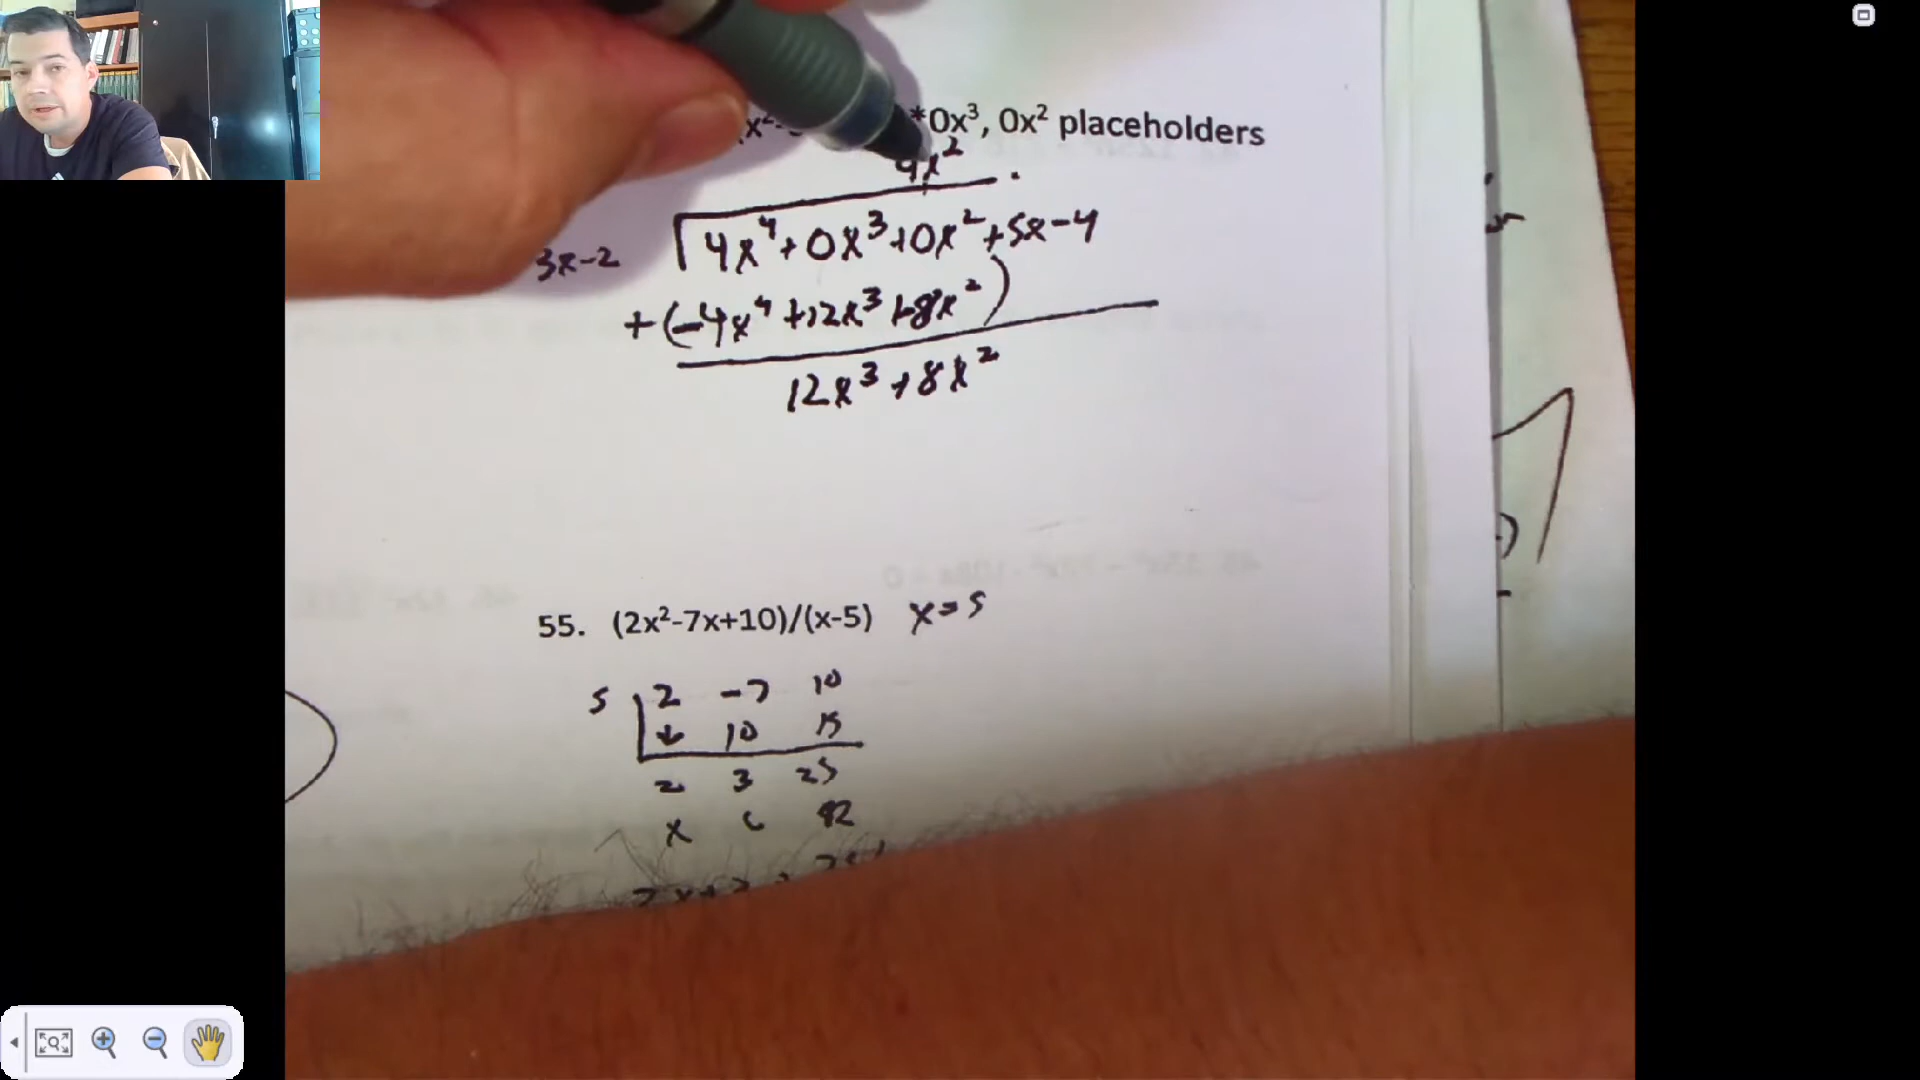 *0x³, 0x² placeholders
4x²
3x-2 4x⁴+0x³+0x²+5x-4
+(-4x⁴+12x³+8x²)
12x³+8x²
55. (2x²-7x+10)/(x-5) x=5
5 2 -7 10
↓ 10 15
2 3 25
x c R